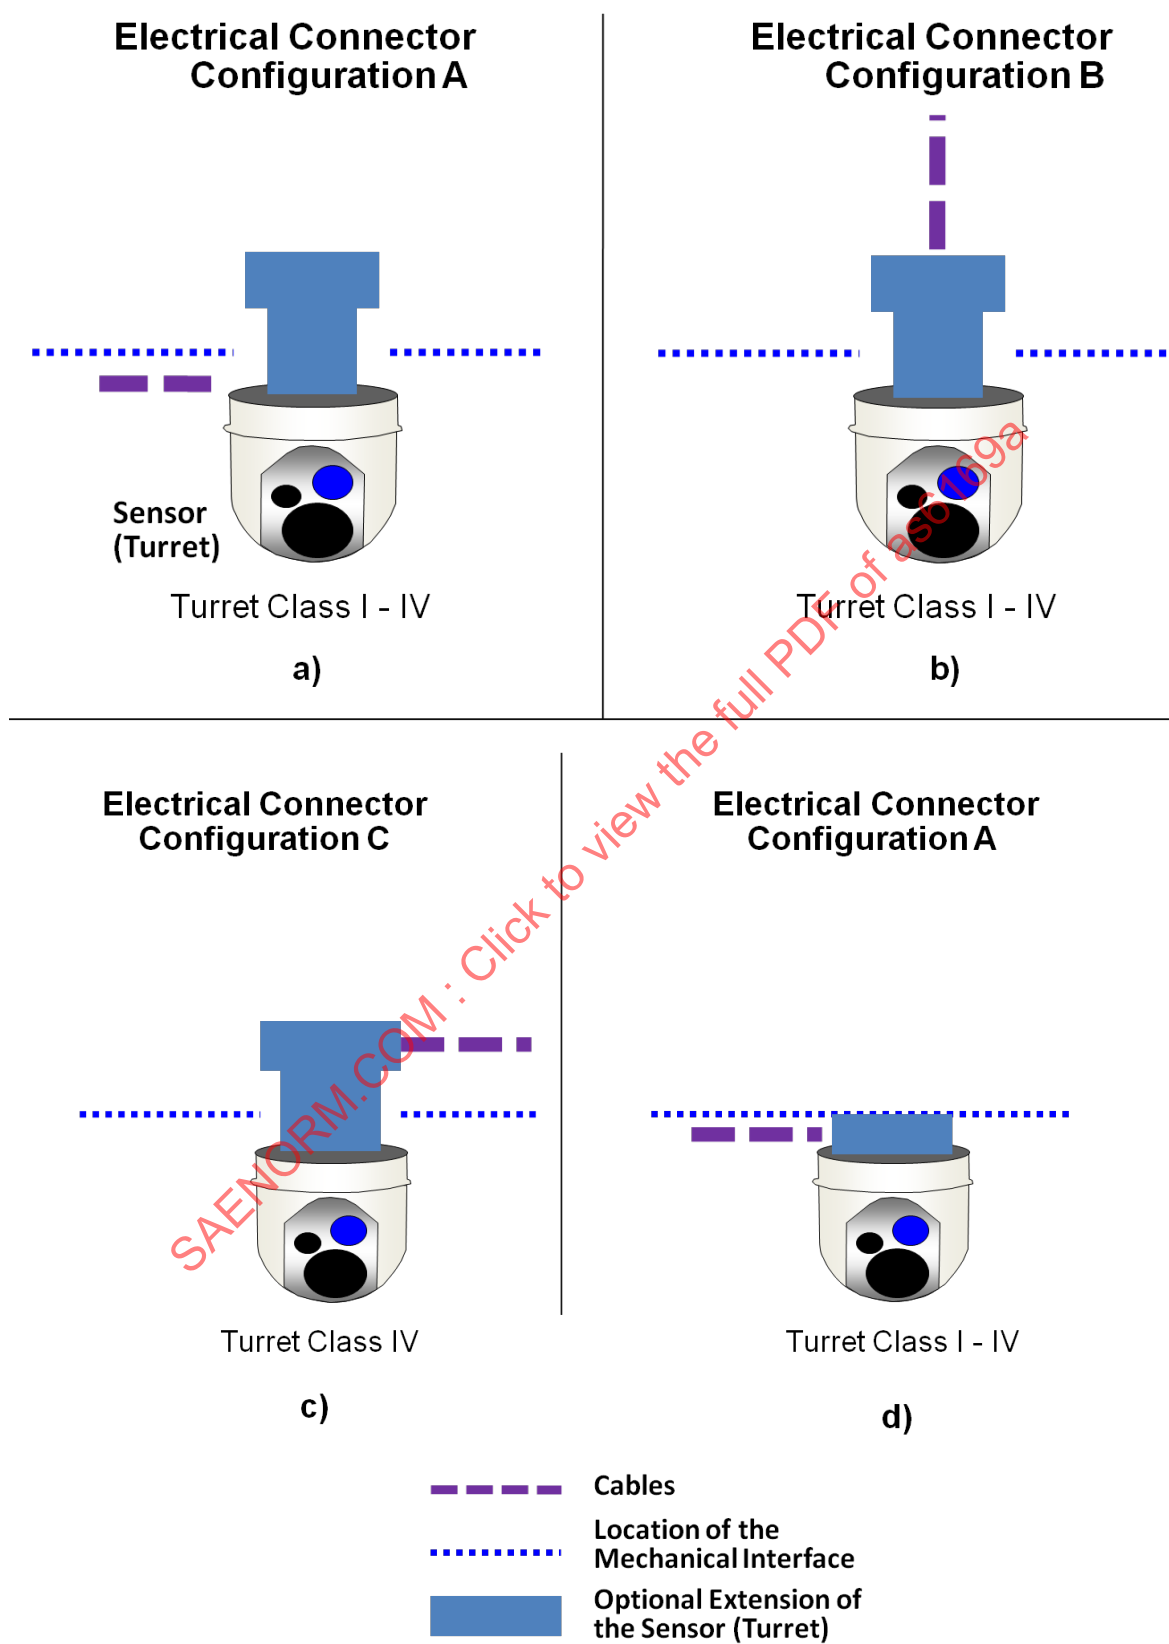 Electrical Connector
Configuration A
Electrical Connector
Configuration B
Sensor
(Turret)
Turret Class I - IV
a)
Turret Class I - IV
b)
Electrical Connector
Configuration C
Electrical Connector
Configuration A
Turret Class IV
c)
Turret Class I - IV
d)
Cables
Location of the
Mechanical Interface
Optional Extension of
the Sensor (Turret)
SAENORM.COM : Click to view the full PDF of as6169a